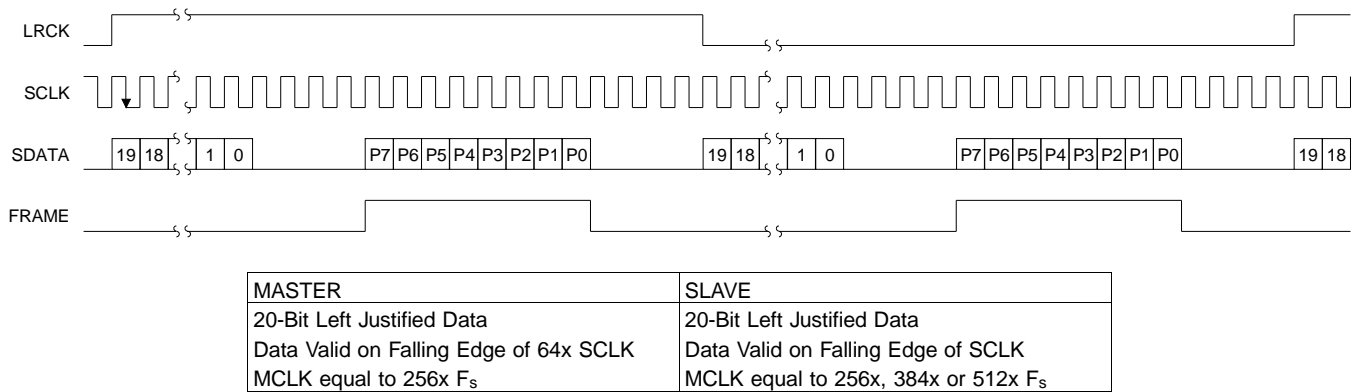 LRCK
SCLK
SDATA 19 18 1 0 P7 P6 P5 P4 P3 P2 P1 P0 19 18 1 0 P7 P6 P5 P4 P3 P2 P1 P0 19 18
FRAME
MASTER SLAVE
20-Bit Left Justified Data 20-Bit Left Justified Data
Data Valid on Falling Edge of 64x SCLK Data Valid on Falling Edge of SCLK
MCLK equal to 256x Fs MCLK equal to 256x, 384x or 512x Fs